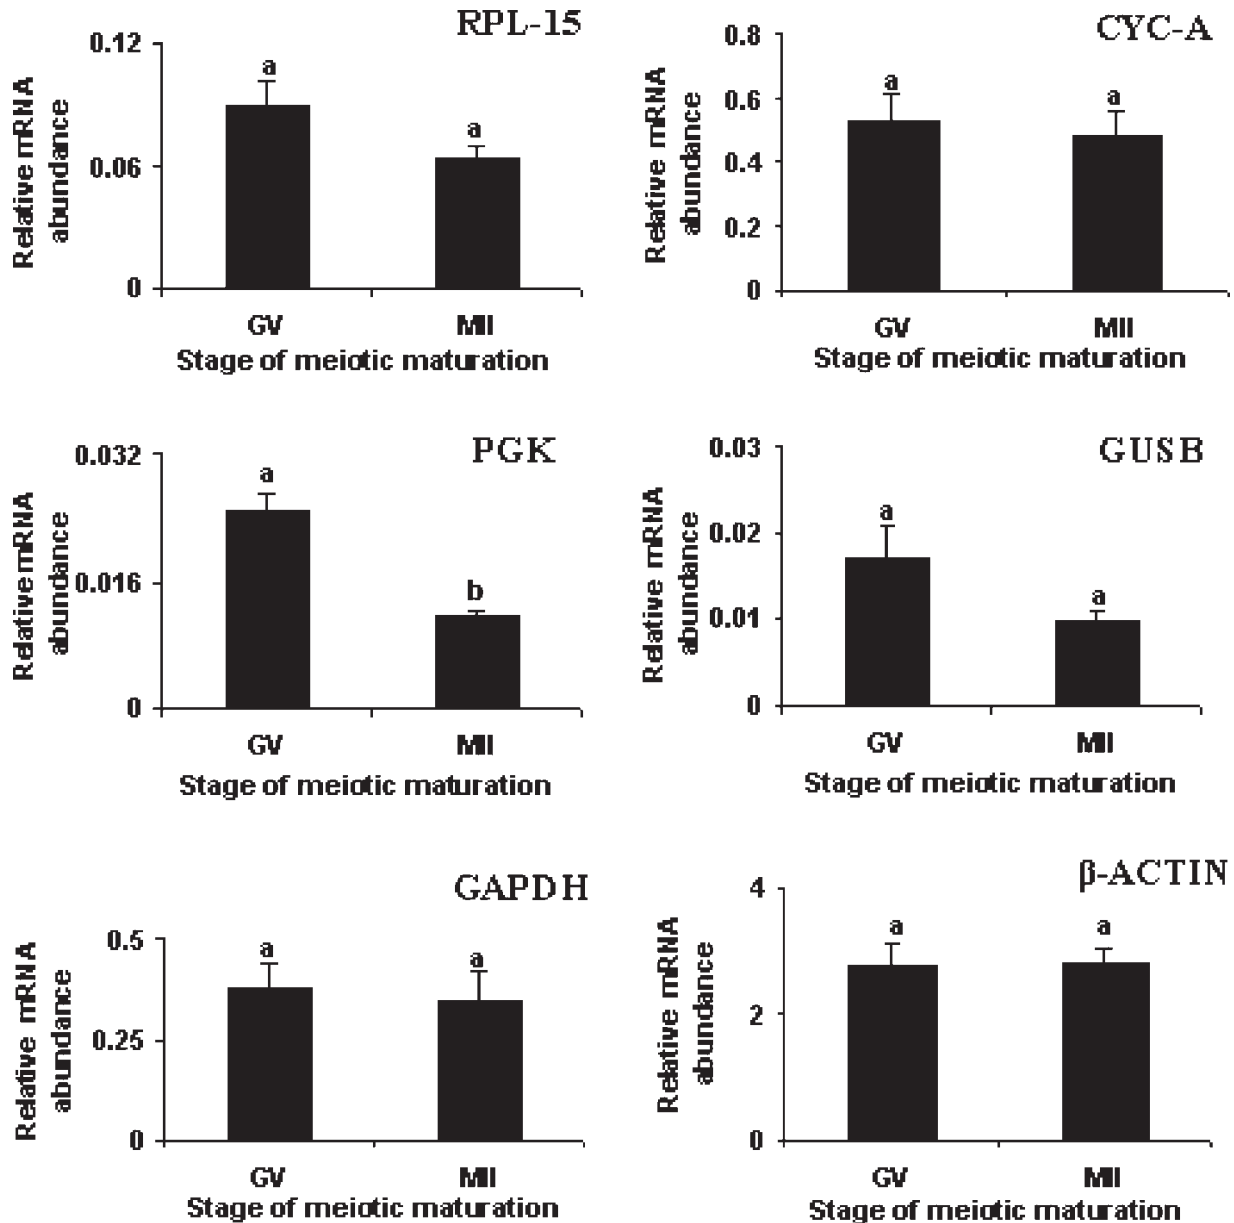 RPL-15
0.12
a
a
0.06
0
Relative mRNA
abundance
GV MII
Stage of meiotic maturation
CYC-A
0.8
a
a
0.6
0.4
0.2
0
Relative mRNA
abundance
GV MII
Stage of meiotic maturation
PGK
0.032
a
0.016
b
0
Relative mRNA
abundance
GV MII
Stage of meiotic maturation
GUSB
0.03
a
0.02
a
0.01
0
Relative mRNA
abundance
GV MII
Stage of meiotic maturation
GAPDH
0.5
a
a
0.25
0
Relative mRNA
abundance
GV MII
Stage of meiotic maturation
β-ACTIN
4
a
a
2
0
Relative mRNA
abundance
GV MII
Stage of meiotic maturation